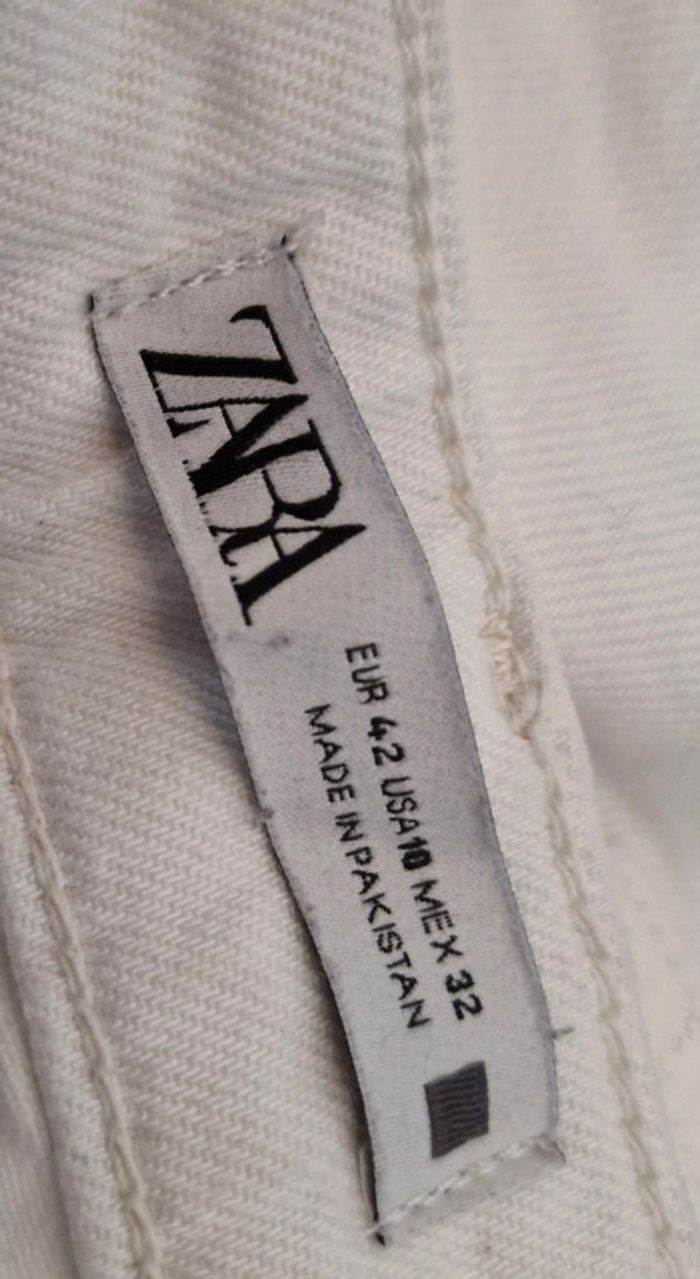 ZARA
EUR 42 USA 10 MEX 32
MADE IN PAKISTAN